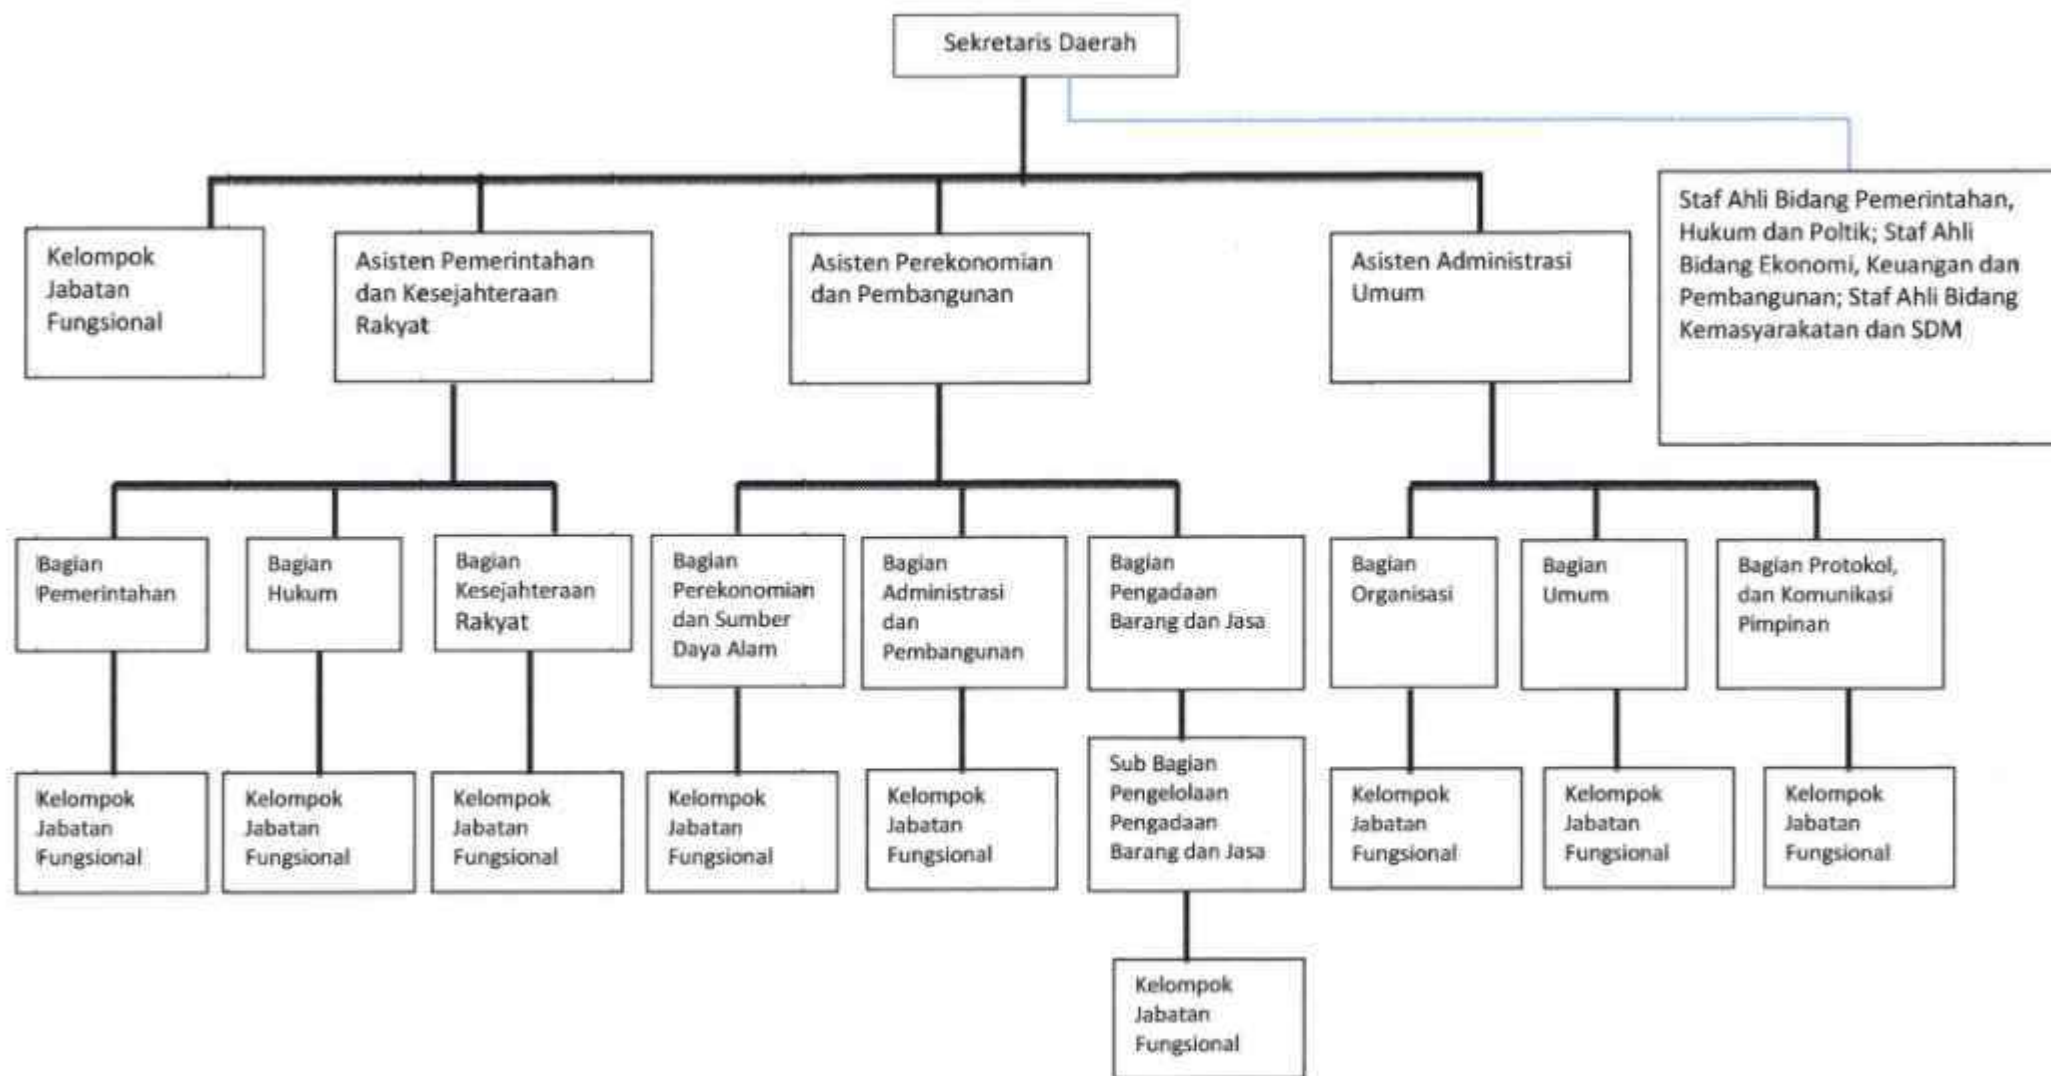 Sekretaris Daerah
Kelompok
Jabatan
Fungsional
Asisten Pemerintahan
dan Kesejahteraan
Rakyat
Asisten Perekonomian
dan Pembangunan
Asisten Administrasi
Umum
Staf Ahli Bidang Pemerintahan,
Hukum dan Poltik; Staf Ahli
Bidang Ekonomi, Keuangan dan
Pembangunan; Staf Ahli Bidang
Kemasyarakatan dan SDM
Bagian
Pemerintahan
Bagian
Hukum
Bagian
Kesejahteraan
Rakyat
Bagian
Perekonomian
dan Sumber
Daya Alam
Bagian
Administrasi
dan
Pembangunan
Bagian
Pengadaan
Barang dan Jasa
Bagian
Organisasi
Bagian
Umum
Bagian Protokol,
dan Komunikasi
Pimpinan
Kelompok
Jabatan
Fungsional
Kelompok
Jabatan
Fungsional
Kelompok
Jabatan
Fungsional
Kelompok
Jabatan
Fungsional
Kelompok
Jabatan
Fungsional
Sub Bagian
Pengelolaan
Pengadaan
Barang dan Jasa
Kelompok
Jabatan
Fungsional
Kelompok
Jabatan
Fungsional
Kelompok
Jabatan
Fungsional
Kelompok
Jabatan
Fungsional